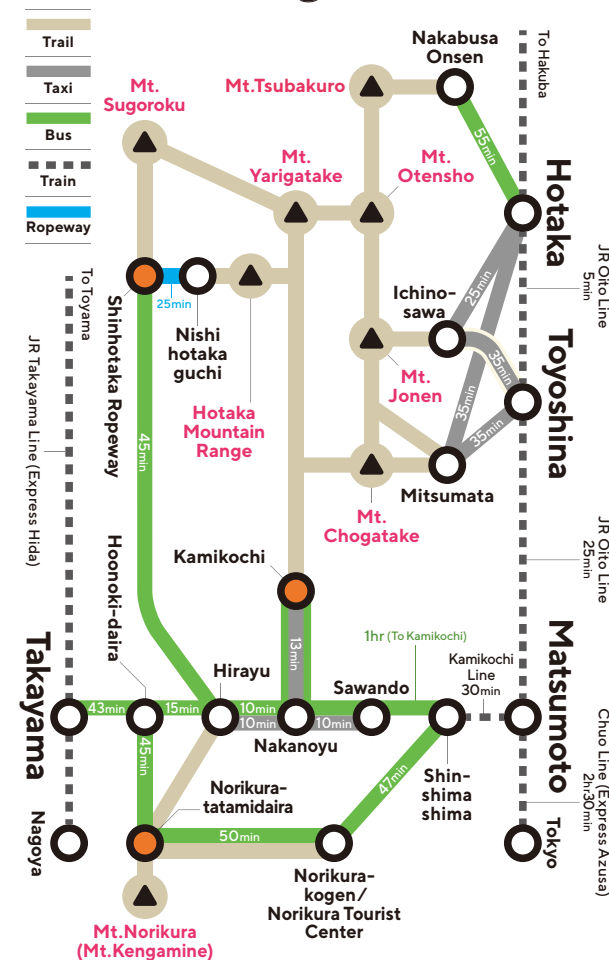 Trail
Taxi
Bus
Train
Ropeway
Nakabusa
Onsen
To Hakuba
Mt.
Sugoroku
Mt.Tsubakuro
55min
Mt.
Yarigatake
Mt.
Otensho
Hotaka
JR Oito Line
5min
To Toyama
25min
Nishi
hotaka
guchi
Shinhotaka Ropeway
Ichino-
sawa
25min
35min
35min
35min
Toyoshina
JR Takayama Line (Express Hida)
Hotaka
Mountain
Range
Mt.
Jonen
45min
Mitsumata
Mt.
Chogatake
JR Oito Line
25min
Hoonoki-daira
Kamikochi
13min
1hr (To Kamikochi)
Kamikochi
Line
30min
Takayama
Hirayu
Sawando
Matsumoto
43min
15min
10min
10min
10min
Nakanoyu
45min
Shin-
shima
shima
47min
Chuo Line (Express Azusa)
2hr30min
Norikura-
tatamidaira
Nagoya
50min
Tokyo
Norikura-
kogen/
Norikura Tourist
Center
Mt.Norikura
(Mt.Kengamine)